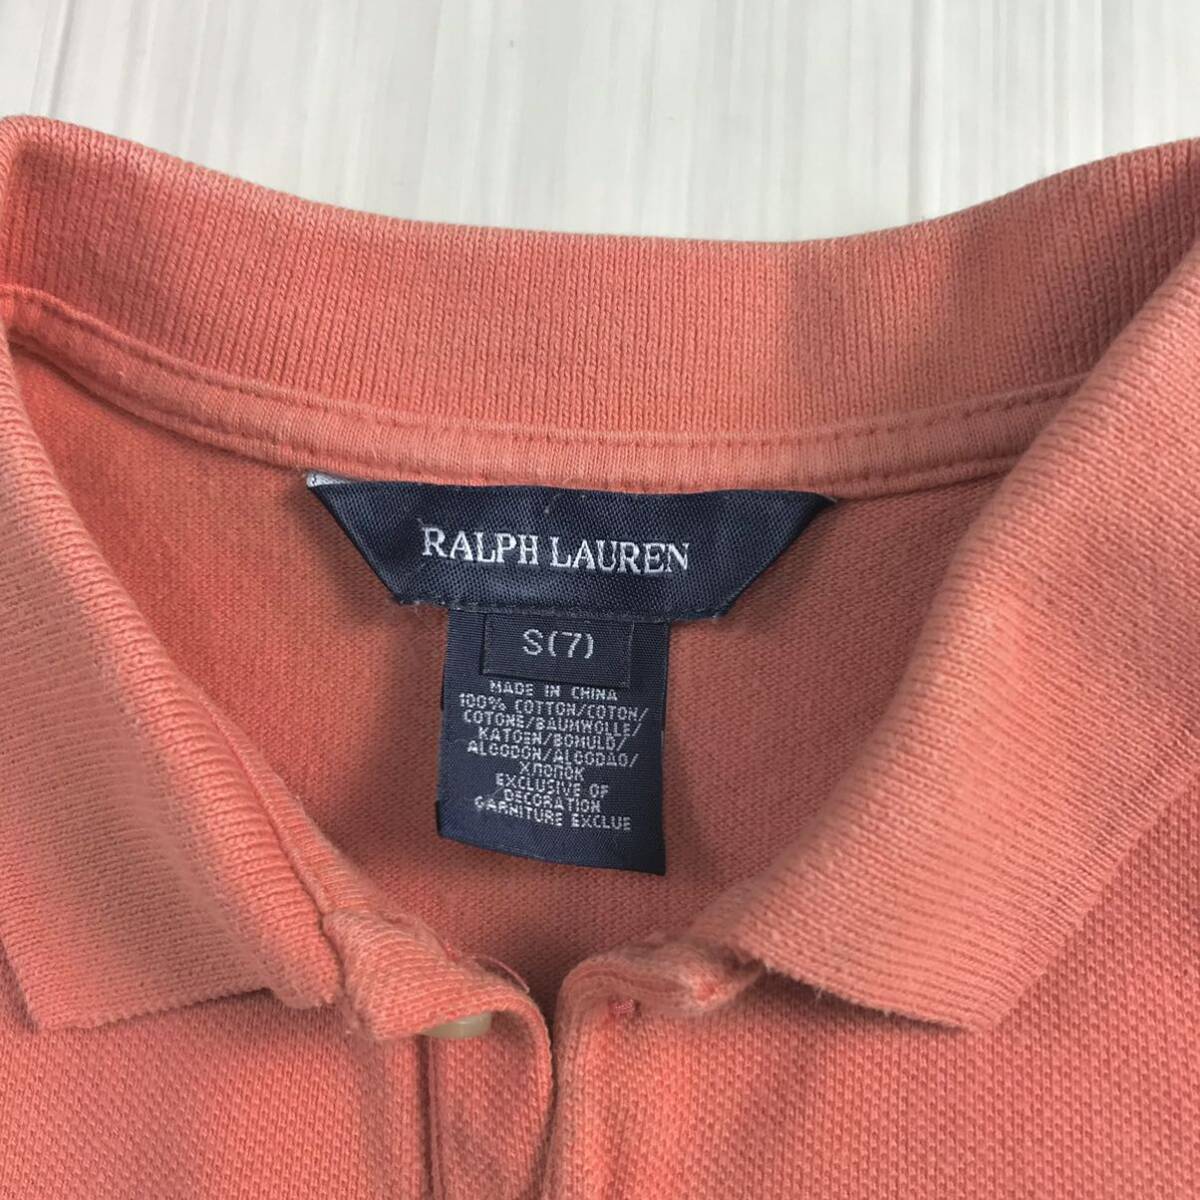 RALPH LAUREN
S(7)
MADE IN CHINA
100% COTTON/COTON/
COTONE/BAUMWOLLE/
KATOEN/BOMULD/
ALGODON/ALGODÃO/
ХЛОПОК
EXCLUSIVE OF
DECORATION
GARNITURE EXCLUE